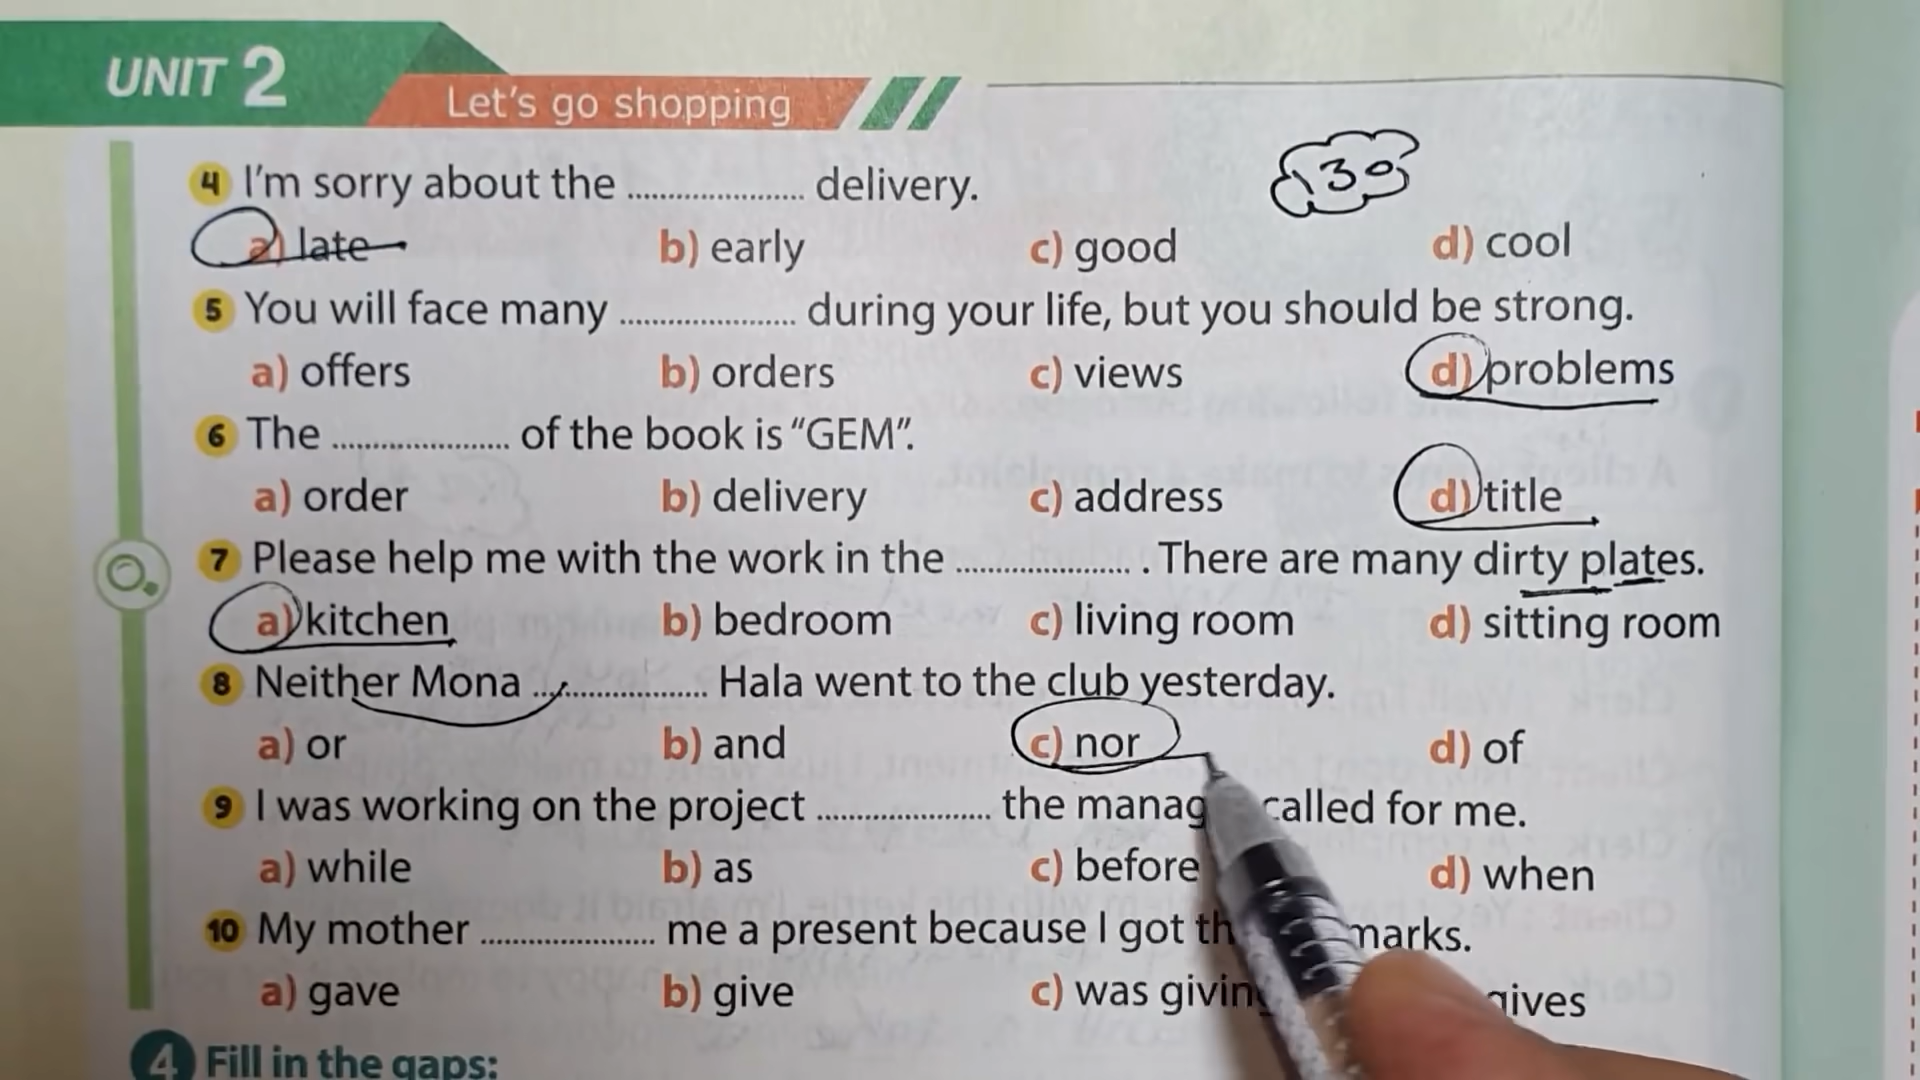 UNIT 2
Let's go shopping
130
4 I'm sorry about the .................... delivery.
a) late b) early c) good d) cool
5 You will face many .................... during your life, but you should be strong.
a) offers b) orders c) views d) problems
6 The .................... of the book is “GEM”.
a) order b) delivery c) address d) title
7 Please help me with the work in the .................... . There are many dirty plates.
a) kitchen b) bedroom c) living room d) sitting room
8 Neither Mona .................... Hala went to the club yesterday.
a) or b) and c) nor d) of
9 I was working on the project .................... the called for me.
a) while b) as c) before d) when
10 My mother .................... me a present because I got marks.
a) gave b) give c) was gives
4 Fill in the gaps: